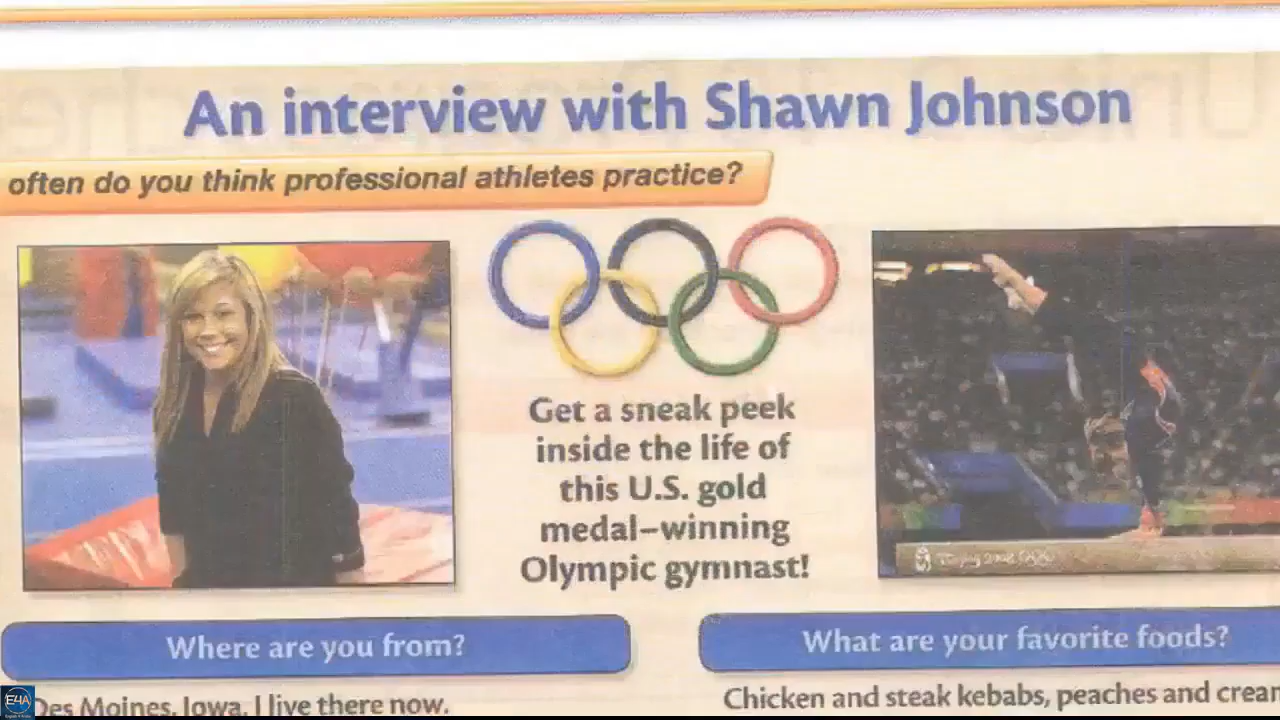 An interview with Shawn Johnson
often do you think professional athletes practice?
Get a sneak peek
inside the life of
this U.S. gold
medal–winning
Olympic gymnast!
Where are you from?
Des Moines, Iowa. I live there now.
What are your favorite foods?
Chicken and steak kebabs, peaches and cream
E4A